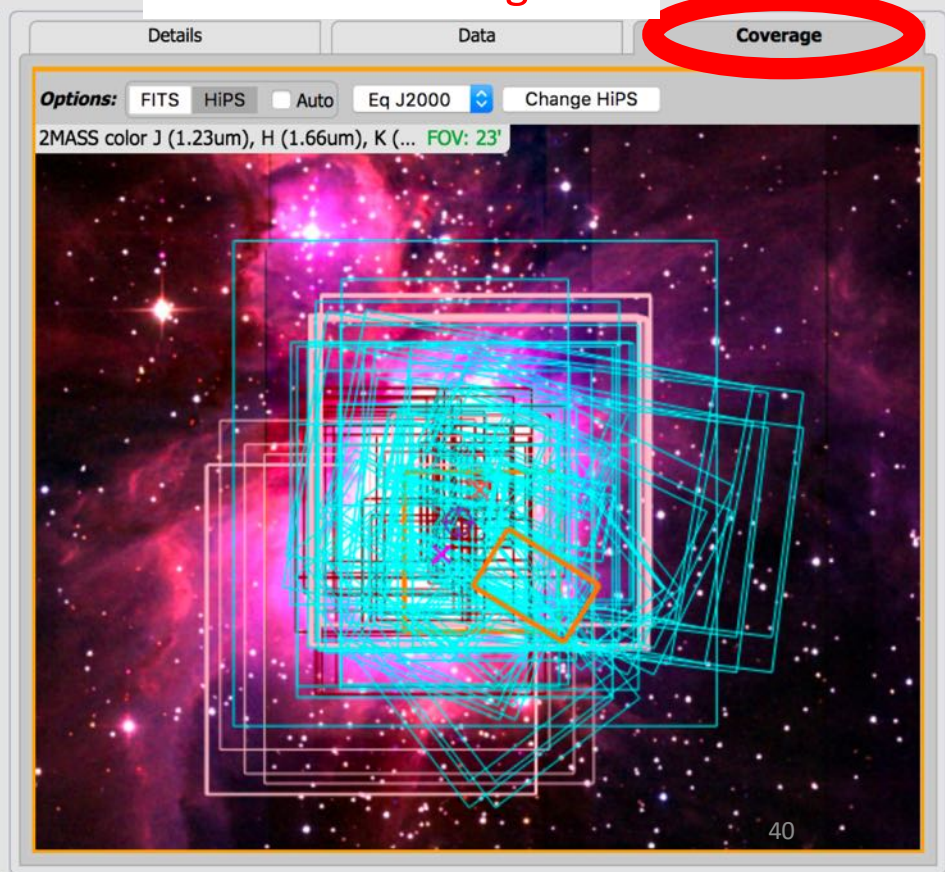 Details Data Coverage
Options: FITS HiPS Auto Eq J2000 Change HiPS
2MASS color J (1.23um), H (1.66um), K (... FOV: 23'
40